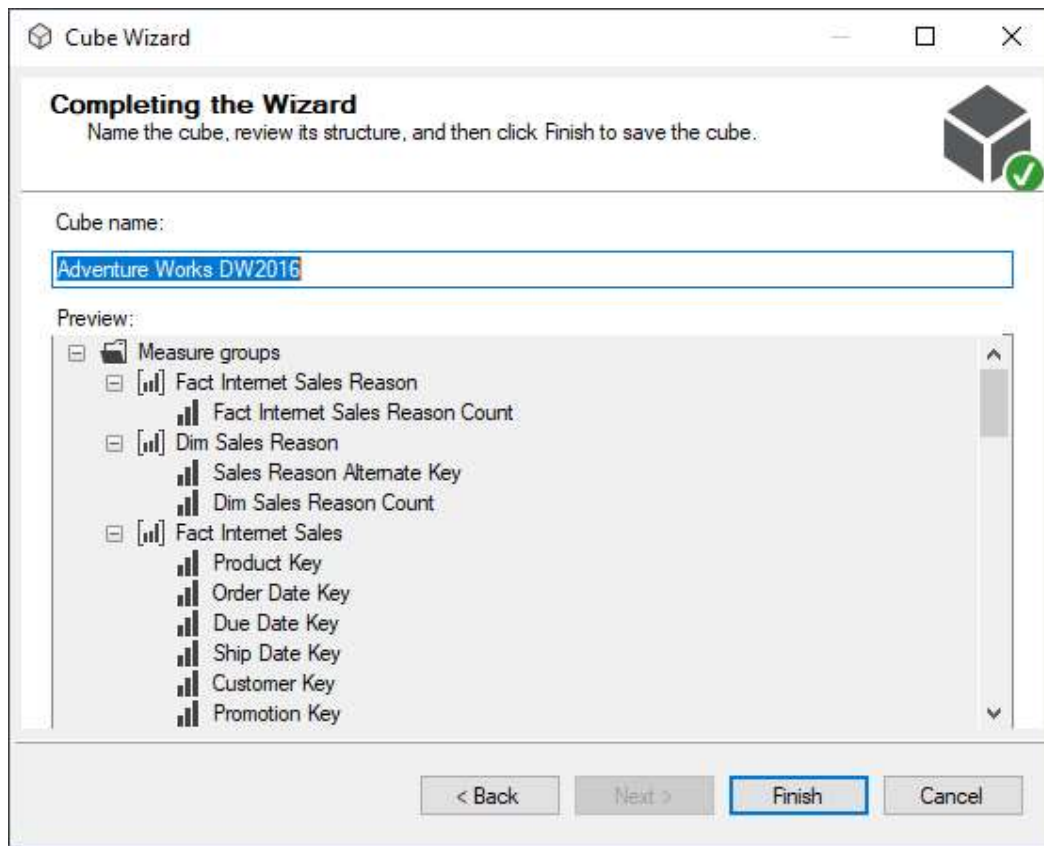 Cube Wizard
Completing the Wizard
Name the cube, review its structure, and then click Finish to save the cube.
Cube name:
Adventure Works DW2016
Preview:
Measure groups
Fact Internet Sales Reason
Fact Internet Sales Reason Count
Dim Sales Reason
Sales Reason Alternate Key
Dim Sales Reason Count
Fact Internet Sales
Product Key
Order Date Key
Due Date Key
Ship Date Key
Customer Key
Promotion Key
< Back Next > Finish Cancel